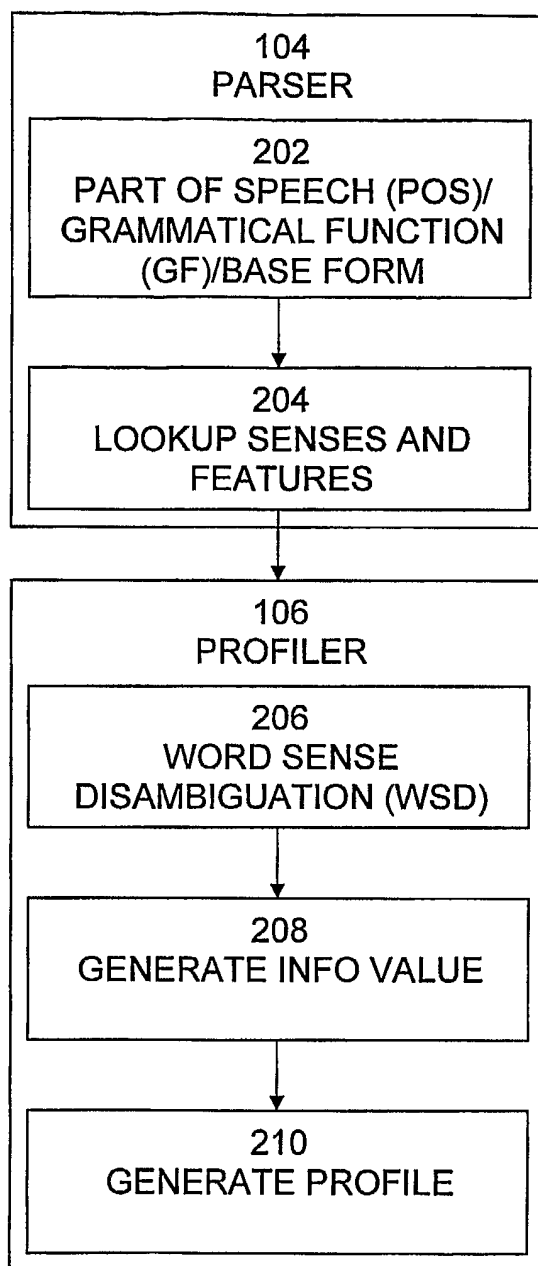 104
PARSER
202
PART OF SPEECH (POS)/
GRAMMATICAL FUNCTION
(GF)/BASE FORM
204
LOOKUP SENSES AND
FEATURES
106
PROFILER
206
WORD SENSE
DISAMBIGUATION (WSD)
208
GENERATE INFO VALUE
210
GENERATE PROFILE